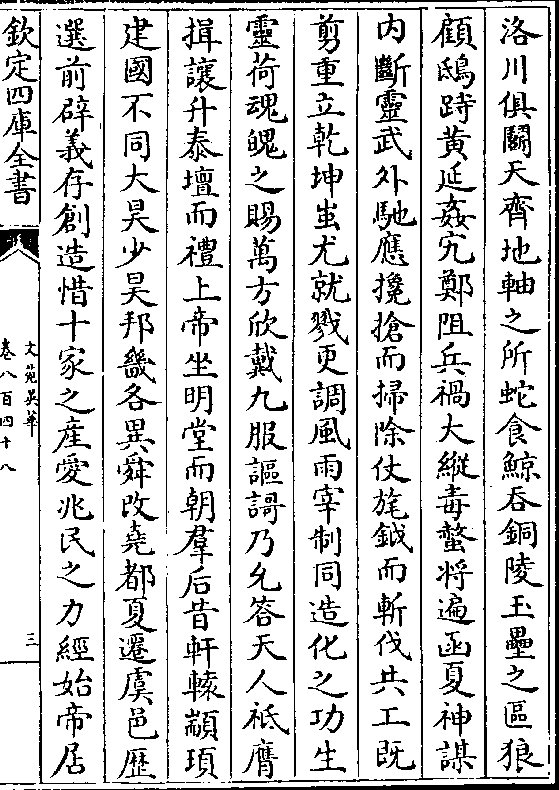 洛川俱鬭天齊地軸之所蛇食鯨吞銅陵玉壘之區狼
顧鴟跱黄延姦宄鄭阻兵禍大縱毒螫將遍函夏神謀
内斷靈武外馳應攙搶而掃除仗旄鉞而斬伐共工既
剪重立乾坤蚩尤就戮更調風雨宰制同造化之功生
靈荷魂魄之賜萬方欣戴九服謳謌乃允答天人祗膺
揖讓升泰壇而禮上帝坐明堂而朝羣后昔軒轅顓頊
建國不同大昊少昊邦畿各異舜改堯都夏遷虞邑歴
選前辟義存創造惜十家之産愛兆民之力經始帝居
欽定四庫全書
文苑英華
卷八百四十八
三